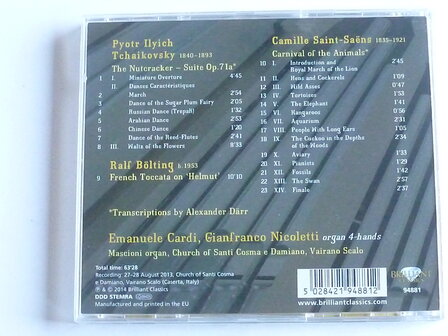 Pyotr Ilyich
Tchaikovsky 1840–1893
The Nutcracker – Suite Op.71a*
1 I. Miniature Overture 4'45
II. Dances Caractéristiques
2 March 2'54
3 Dance of the Sugar Plum Fairy 2'05
4 Russian Dance (Trepak) 1'28
5 Arabian Dance 2'53
6 Chinese Dance 1'20
7 Dance of the Reed-Flutes 2'41
8 III. Waltz of the Flowers 8'33
Ralf Bölting b.1953
9 French Toccata on 'Helmut' 10'10
*Transcriptions by Alexander Därr
Camille Saint-Saëns 1835–1921
Carnival of the Animals*
10 I. Introduction and
Royal March of the Lion 2'45
11 II. Hens and Cockerels 1'09
12 III. Wild Asses 0'47
13 IV. Tortoises 1'53
14 V. The Elephant 1'41
15 VI. Kangaroos 0'56
16 VII. Aquarium 2'31
17 VIII. People With Long Ears 1'05
18 IX. The Cuckoo in the Depths
of the Woods 2'34
19 X. Aviary 1'33
20 XI. Pianists 1'29
21 XII. Fossils 1'42
22 XIII. The Swan 2'57
23 XIV. Finale 2'37
Emanuele Cardi, Gianfranco Nicoletti organ 4-hands
Mascioni organ, Church of Santi Cosma e Damiano, Vairano Scalo
Total time: 63'28
Recording: 27-28 August 2013, Church of Santi Cosma
e Damiano, Vairano Scalo (Caserta, Italy)
℗ & © 2014 Brilliant Classics
DDD STEMRA
Manufactured and printed in the EU
5 028421 948812
www.brilliantclassics.com
BRILLIANT
CLASSICS
94881